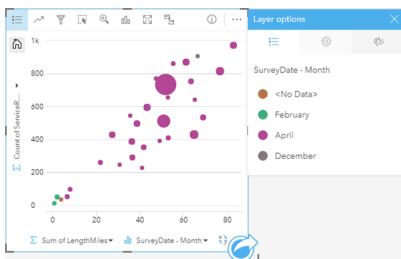 Layer options
SurveyDate - Month
<No Data>
February
April
December
1k
800
600
400
200
0
Count of ServiceR...
0
20
40
60
80
Sum of LengthMiles
SurveyDate - Month